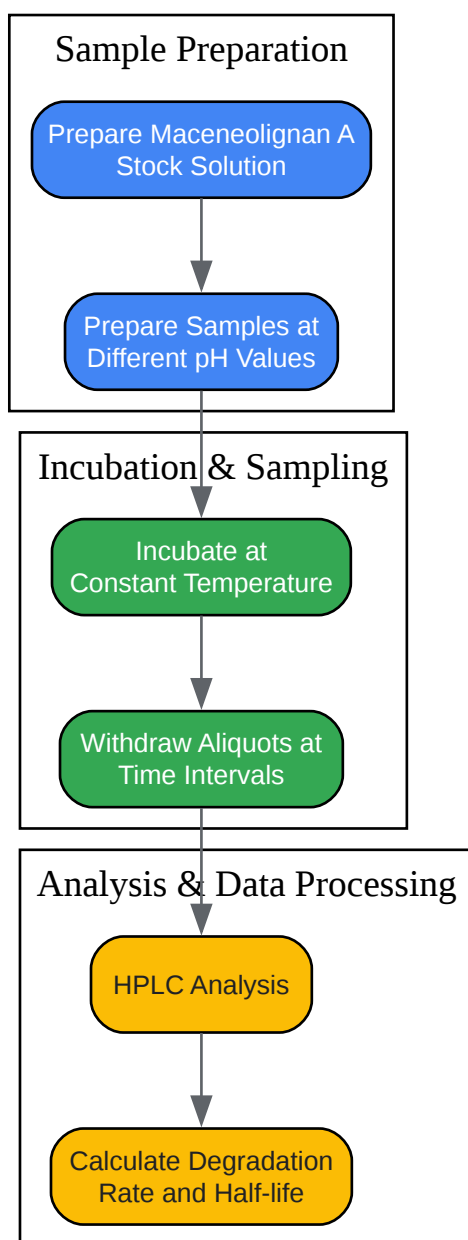 Sample Preparation
Prepare Maceneolignan A
Stock Solution
Prepare Samples at
Different pH Values
Incubation & Sampling
Incubate at
Constant Temperature
Withdraw Aliquots at
Time Intervals
Analysis & Data Processing
HPLC Analysis
Calculate Degradation
Rate and Half-life